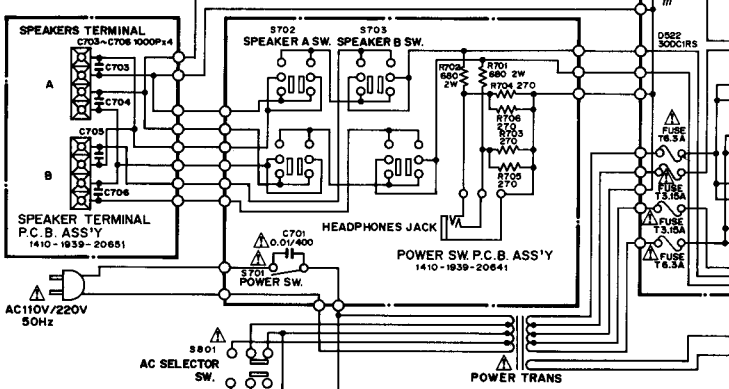 SPEAKERS TERMINAL
C703~C706 1000P×4
C703
A
C704
C705
B
C706
SPEAKER TERMINAL
P.C.B. ASS'Y
1410-1939-20651
S702
SPEAKER A SW.
S703
SPEAKER B SW.
R702
680
2W
R701
680 2W
R704 270
R706
270
R703
270
R705
270
HEADPHONES JACK
POWER SW. P.C.B. ASS'Y
1410-1939-20641
C701
0.01/400
S701
POWER SW.
AC110V/220V
50Hz
S801
AC SELECTOR
SW.
POWER TRANS
m
D522
30DC1RS
FUSE
T6.3A
FUSE
T3.15A
FUSE
T3.15A
FUSE
T6.3A